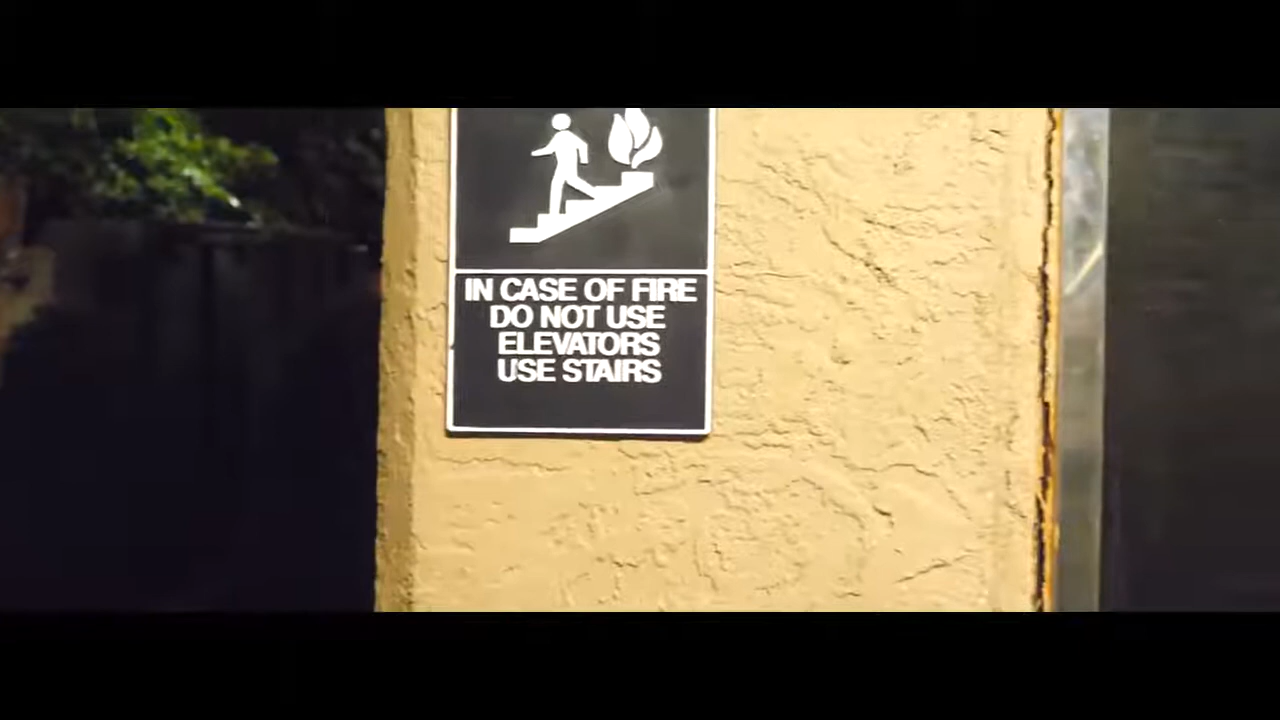 IN CASE OF FIRE
DO NOT USE
ELEVATORS
USE STAIRS